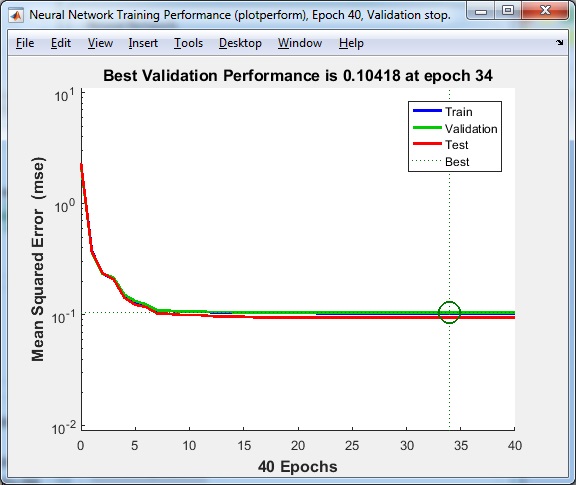 Neural Network Training Performance (plotperform), Epoch 40, Validation stop.
File Edit View Insert Tools Desktop Window Help
Best Validation Performance is 0.10418 at epoch 34
10^1
10^0
10^-1
10^-2
Mean Squared Error (mse)
Train
Validation
Test
Best
0 5 10 15 20 25 30 35 40
40 Epochs